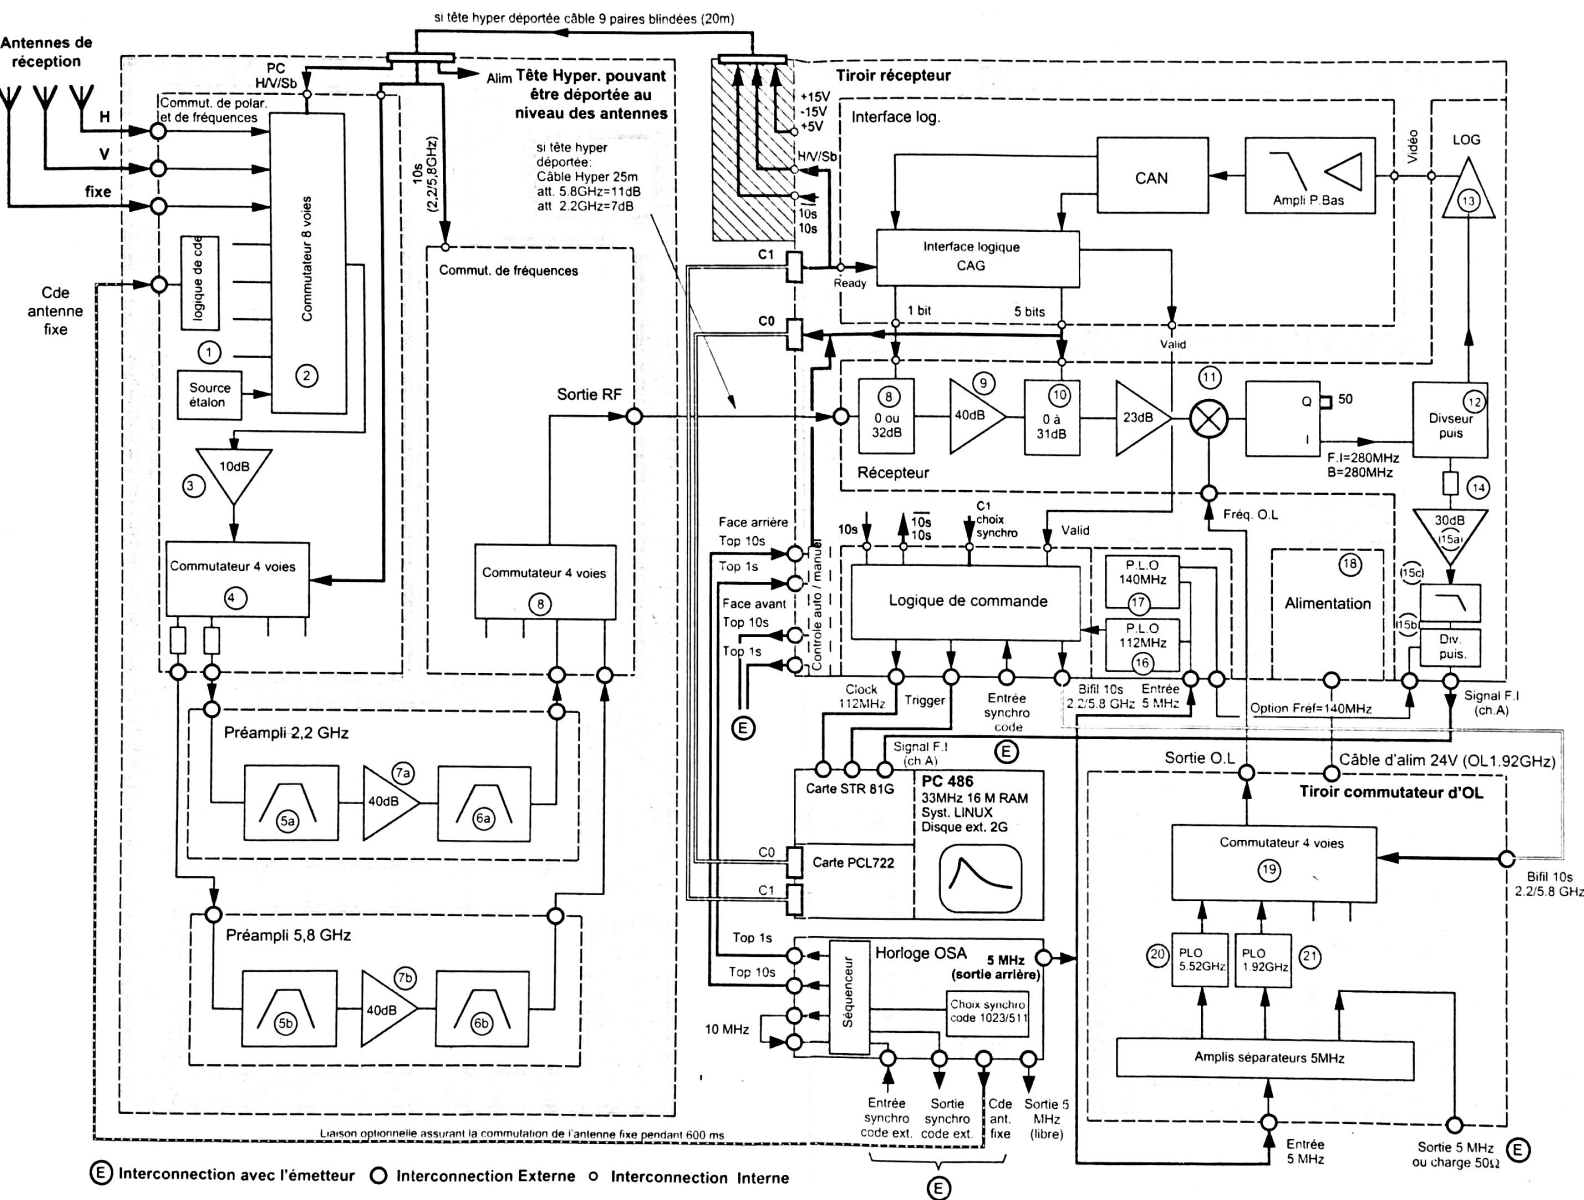 si tête hyper déportée câble 9 paires blindées (20m)
Antennes de
réception
H
V
fixe
Cde
antenne
fixe
PC
H/V/Sb
Alim
Tête Hyper. pouvant
être déportée au
niveau des antennes
Commut. de polar.
et de fréquences
logique de cde
Commutateur 8 voies
1
2
Source
étalon
10dB
3
Commutateur 4 voies
4
10s
(2,2/5,8GHz)
Commut. de fréquences
si tête hyper
déportée:
Câble Hyper 25m
att. 5.8GHz=11dB
att 2.2GHz=7dB
Sortie RF
Commutateur 4 voies
8
Préampli 2,2 GHz
5a
7a
40dB
6a
Préampli 5,8 GHz
5b
7b
40dB
6b
Liaison optionnelle assurant la commutation de l'antenne fixe pendant 600 ms
Tiroir récepteur
+15V
-15V
+5V
H/V/Sb
10s
10s
C1
C0
Interface log.
CAN
Ampli P.Bas
Vidéo
LOG
13
Interface logique
CAG
Ready
1 bit
5 bits
Valid
8
0 ou
32dB
9
40dB
10
0 à
31dB
23dB
11
Q
50
I
12
Divseur
puis
F.I=280MHz
B=280MHz
Récepteur
14
30dB
15a
15c
15b
Div.
puis.
Fréq. O.L
Face arrière
Top 10s
Top 1s
Face avant
Top 10s
Top 1s
Controle auto / manuel
10s
10s
10s
C1
choix
synchro
Valid
Logique de commande
P.L.O
140MHz
17
P.L.O
112MHz
16
18
Alimentation
E
Clock
112MHz
Trigger
Entrée
synchro
code
E
Bifil 10s
2.2/5.8 GHz
Entrée
5 MHz
Option Fréf=140MHz
Signal F.I
(ch.A)
Signal F.I
(ch A)
Carte STR 81G
PC 486
33MHz 16 M RAM
Syst. LINUX
Disque ext. 2G
C0
Carte PCL722
C1
Sortie O.L
Câble d'alim 24V (OL1.92GHz)
Tiroir commutateur d'OL
Commutateur 4 voies
19
Bifil 10s
2.2/5.8 GHz
20
PLO
5.52GHz
PLO
1.92GHz
21
Amplis séparateurs 5MHz
Top 1s
Top 10s
10 MHz
Séquenceur
Horloge OSA
5 MHz
(sortie arrière)
Choix synchro
code 1023/511
Entrée
synchro
code ext.
Sortie
synchro
code ext.
Cde
ant.
fixe
Sortie 5
MHz
(libre)
E
Entrée
5 MHz
Sortie 5 MHz
ou charge 50Ω
E
E Interconnection avec l'émetteur Interconnection Externe Interconnection Interne